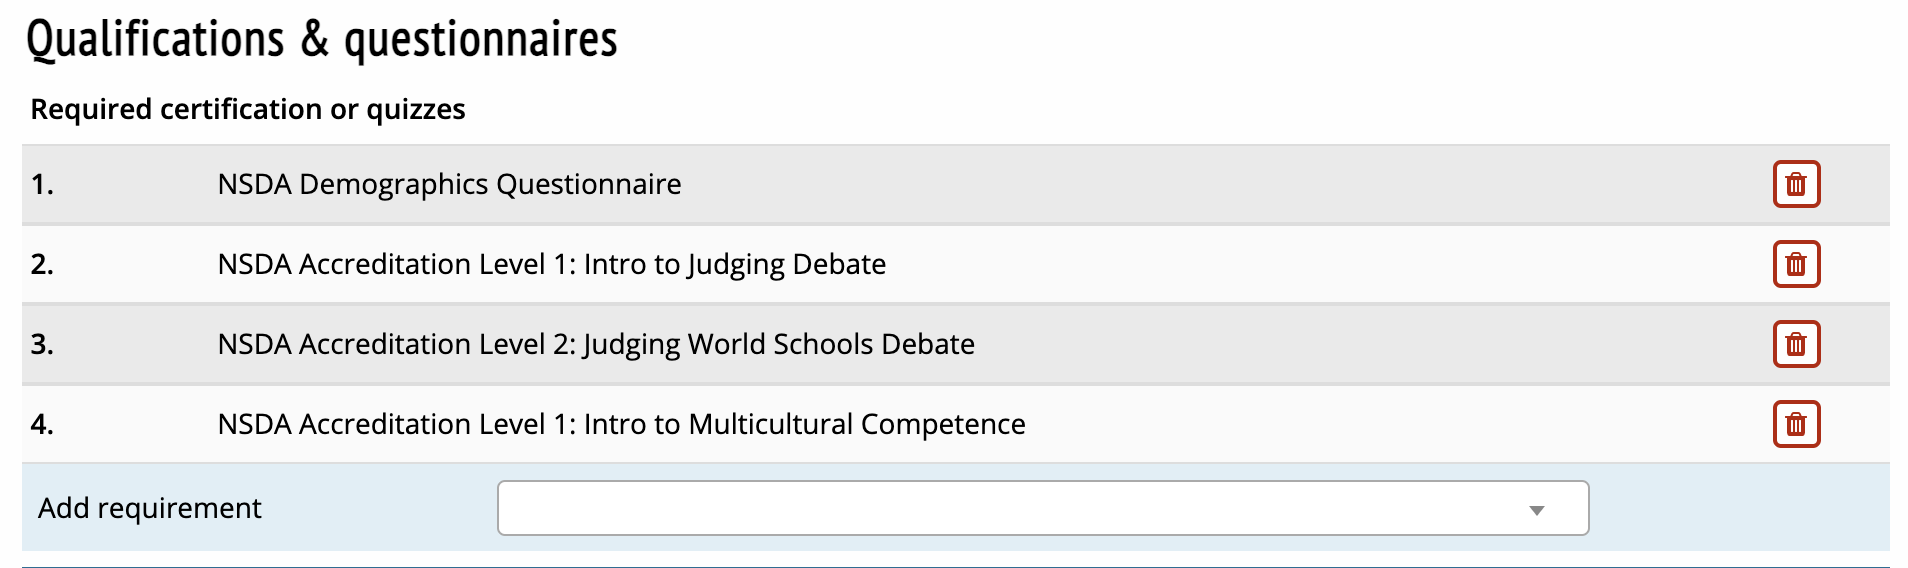 Qualifications & questionnaires
Required certification or quizzes
1. NSDA Demographics Questionnaire
2. NSDA Accreditation Level 1: Intro to Judging Debate
3. NSDA Accreditation Level 2: Judging World Schools Debate
4. NSDA Accreditation Level 1: Intro to Multicultural Competence
Add requirement